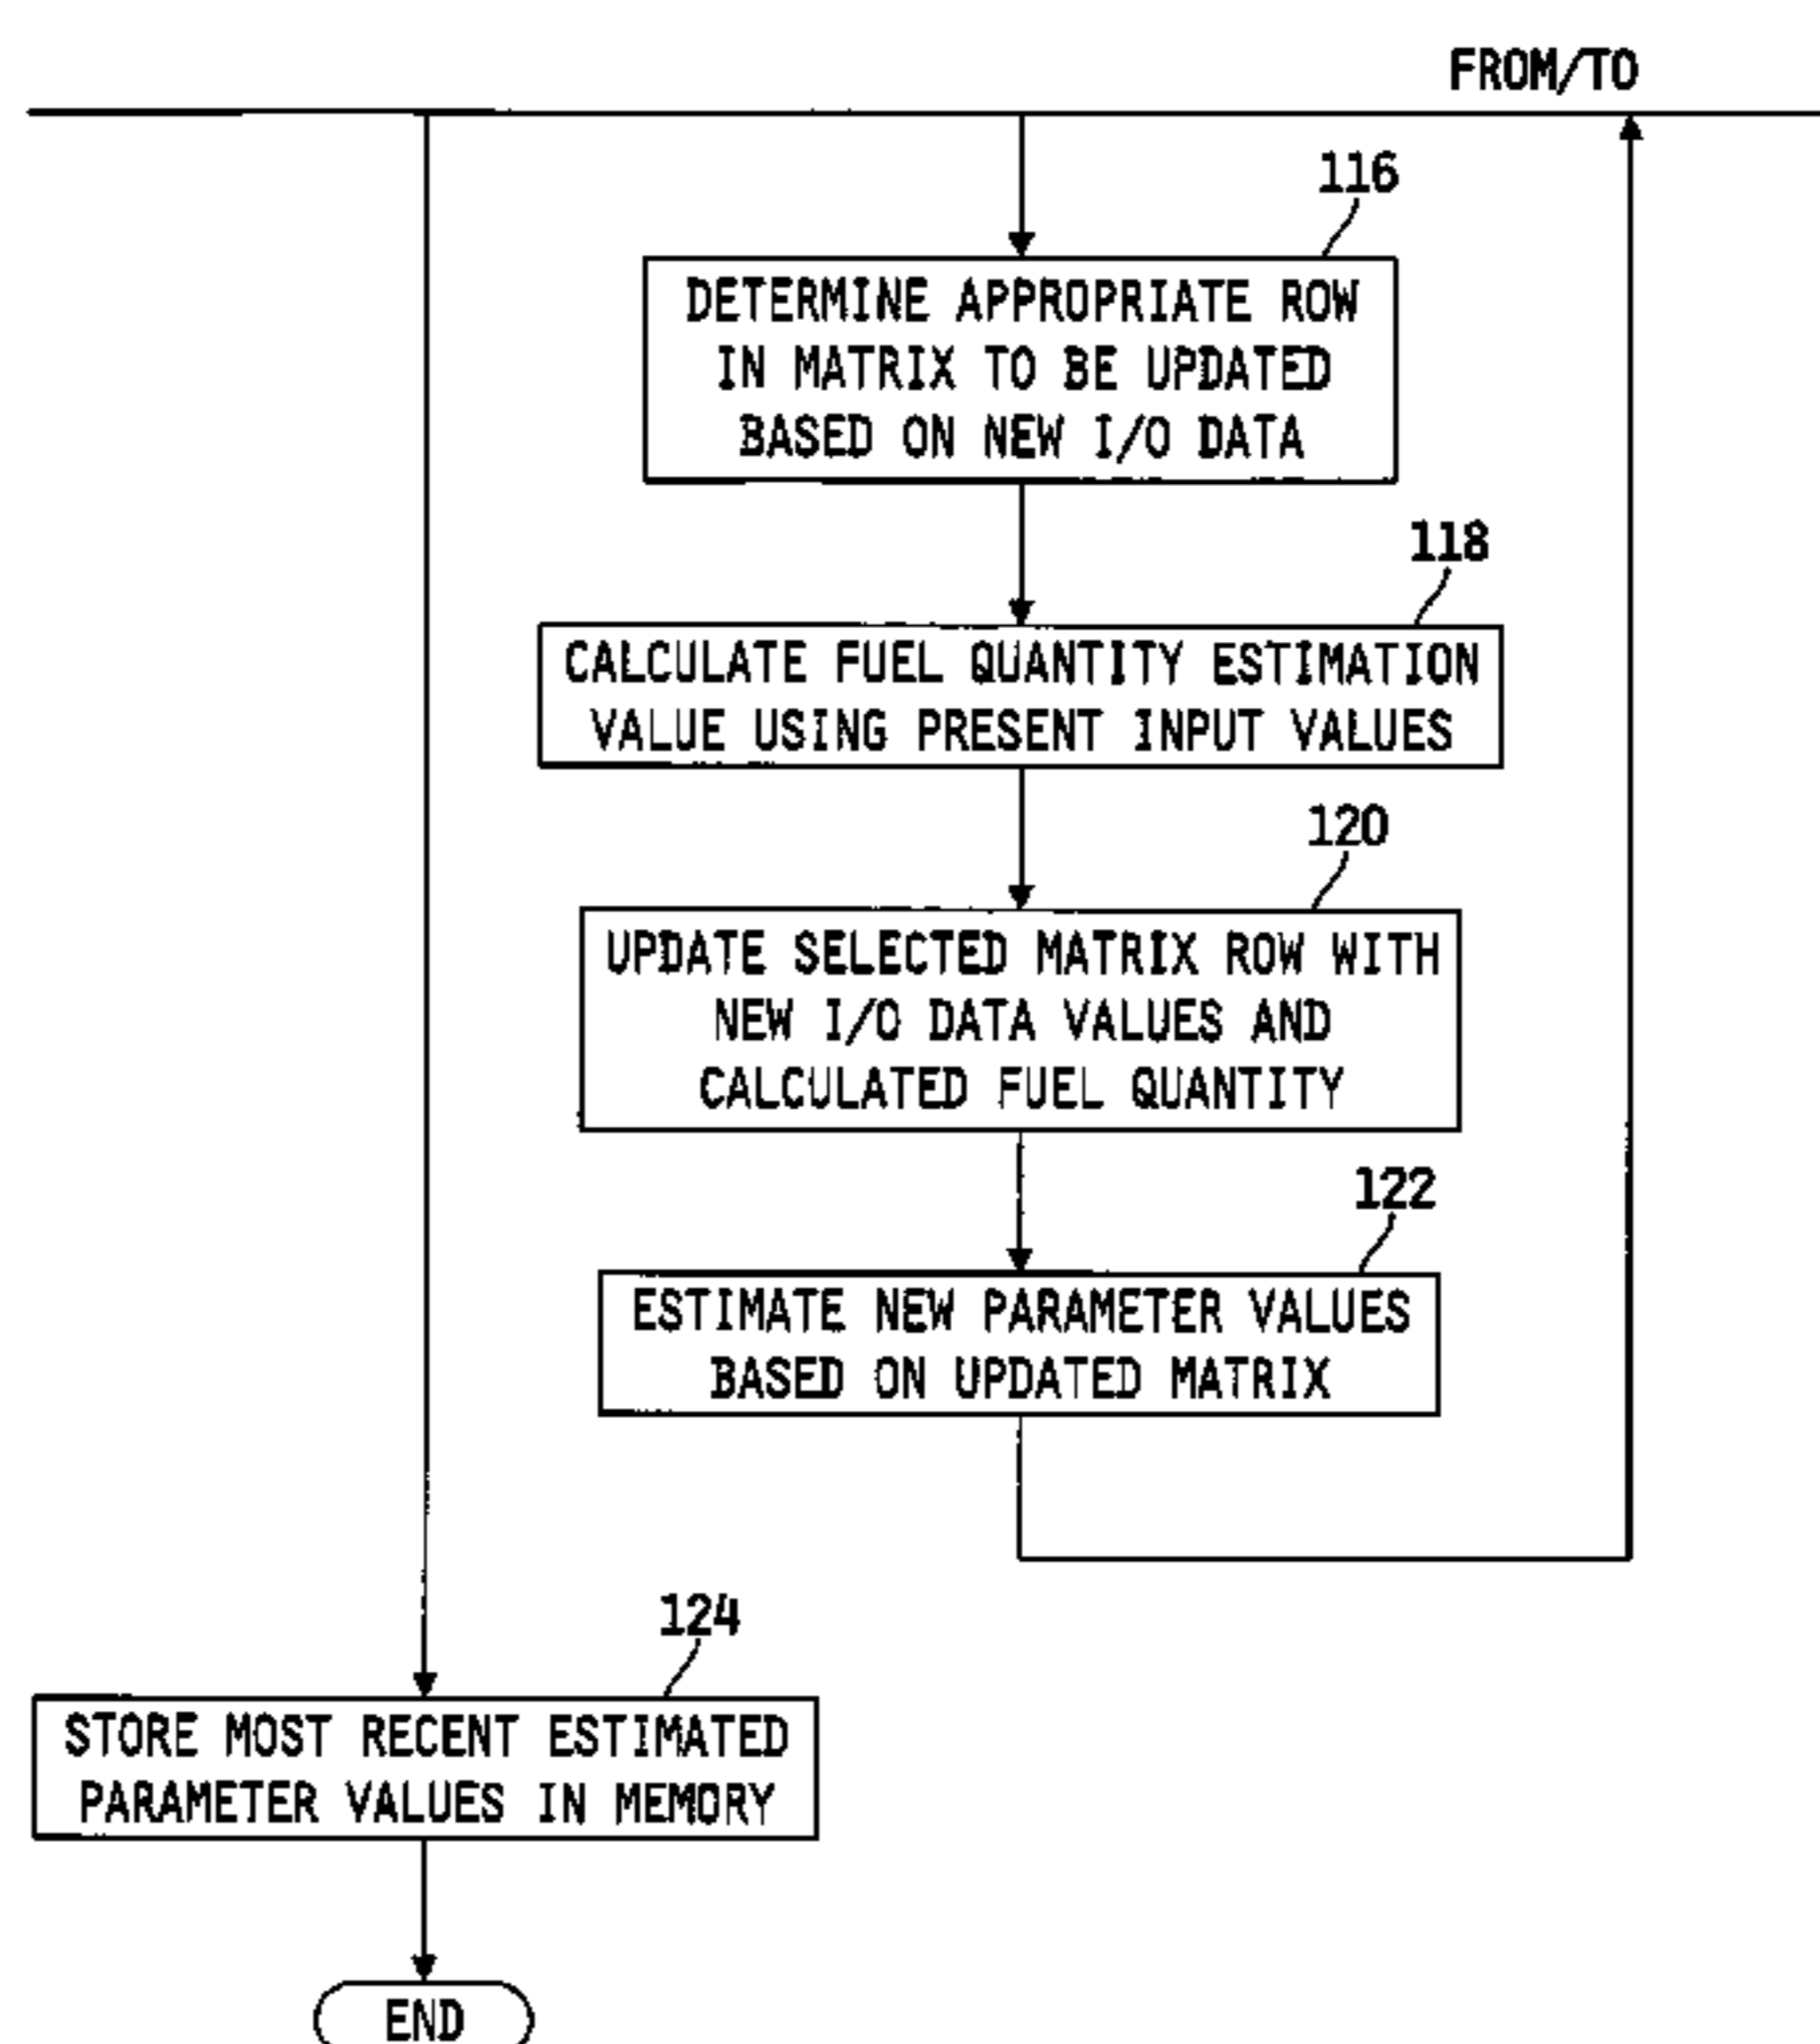 FROM/TO
116
DETERMINE APPROPRIATE ROW
IN MATRIX TO BE UPDATED
BASED ON NEW I/O DATA
118
CALCULATE FUEL QUANTITY ESTIMATION
VALUE USING PRESENT INPUT VALUES
120
UPDATE SELECTED MATRIX ROW WITH
NEW I/O DATA VALUES AND
CALCULATED FUEL QUANTITY
122
ESTIMATE NEW PARAMETER VALUES
BASED ON UPDATED MATRIX
124
STORE MOST RECENT ESTIMATED
PARAMETER VALUES IN MEMORY
END